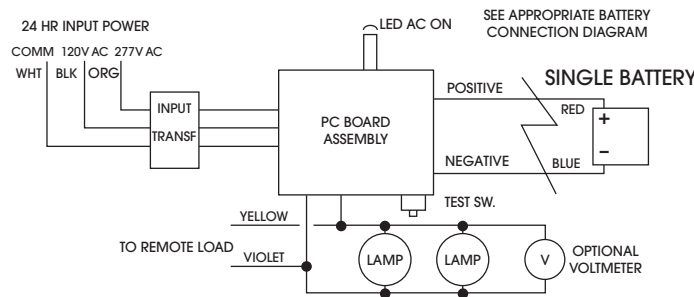 24 HR INPUT POWER
COMM 120V AC 277V AC
WHT BLK ORG
INPUT
TRANSF
LED AC ON
PC BOARD
ASSEMBLY
SEE APPROPRIATE BATTERY
CONNECTION DIAGRAM
SINGLE BATTERY
POSITIVE
RED
+
–
NEGATIVE
BLUE
TEST SW.
YELLOW
TO REMOTE LOAD
VIOLET
LAMP
LAMP
V
OPTIONAL
VOLTMETER